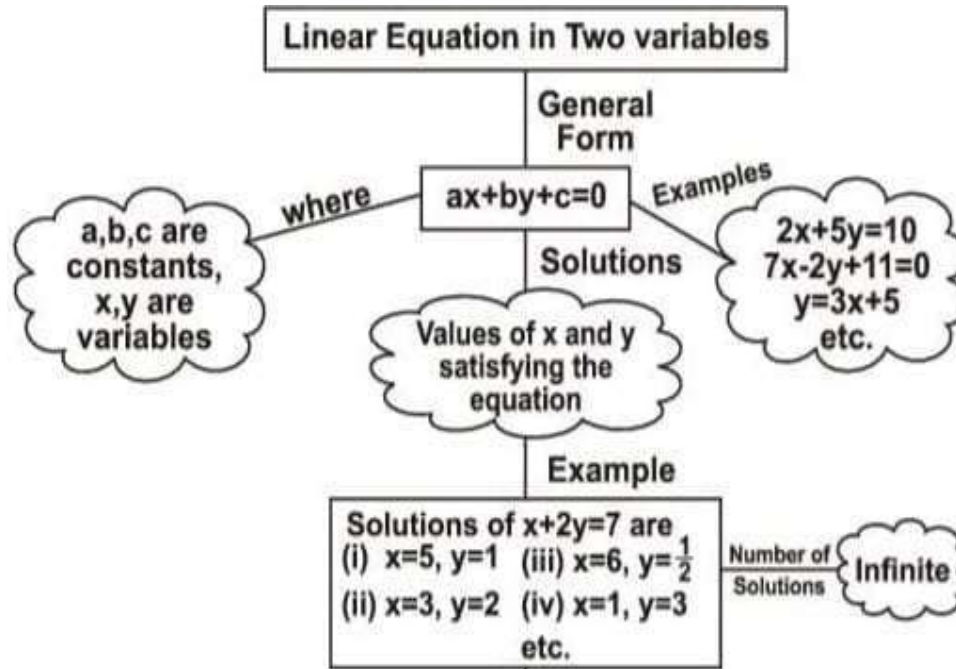 Linear Equation in Two variables
General
Form
where
ax+by+c=0
Examples
a,b,c are
constants,
x,y are
variables
2x+5y=10
7x-2y+11=0
y=3x+5
etc.
Solutions
Values of x and y
satisfying the
equation
Example
Solutions of x+2y=7 are
(i) x=5, y=1 (iii) x=6, y=1/2
(ii) x=3, y=2 (iv) x=1, y=3
etc.
Number of
Solutions
Infinite